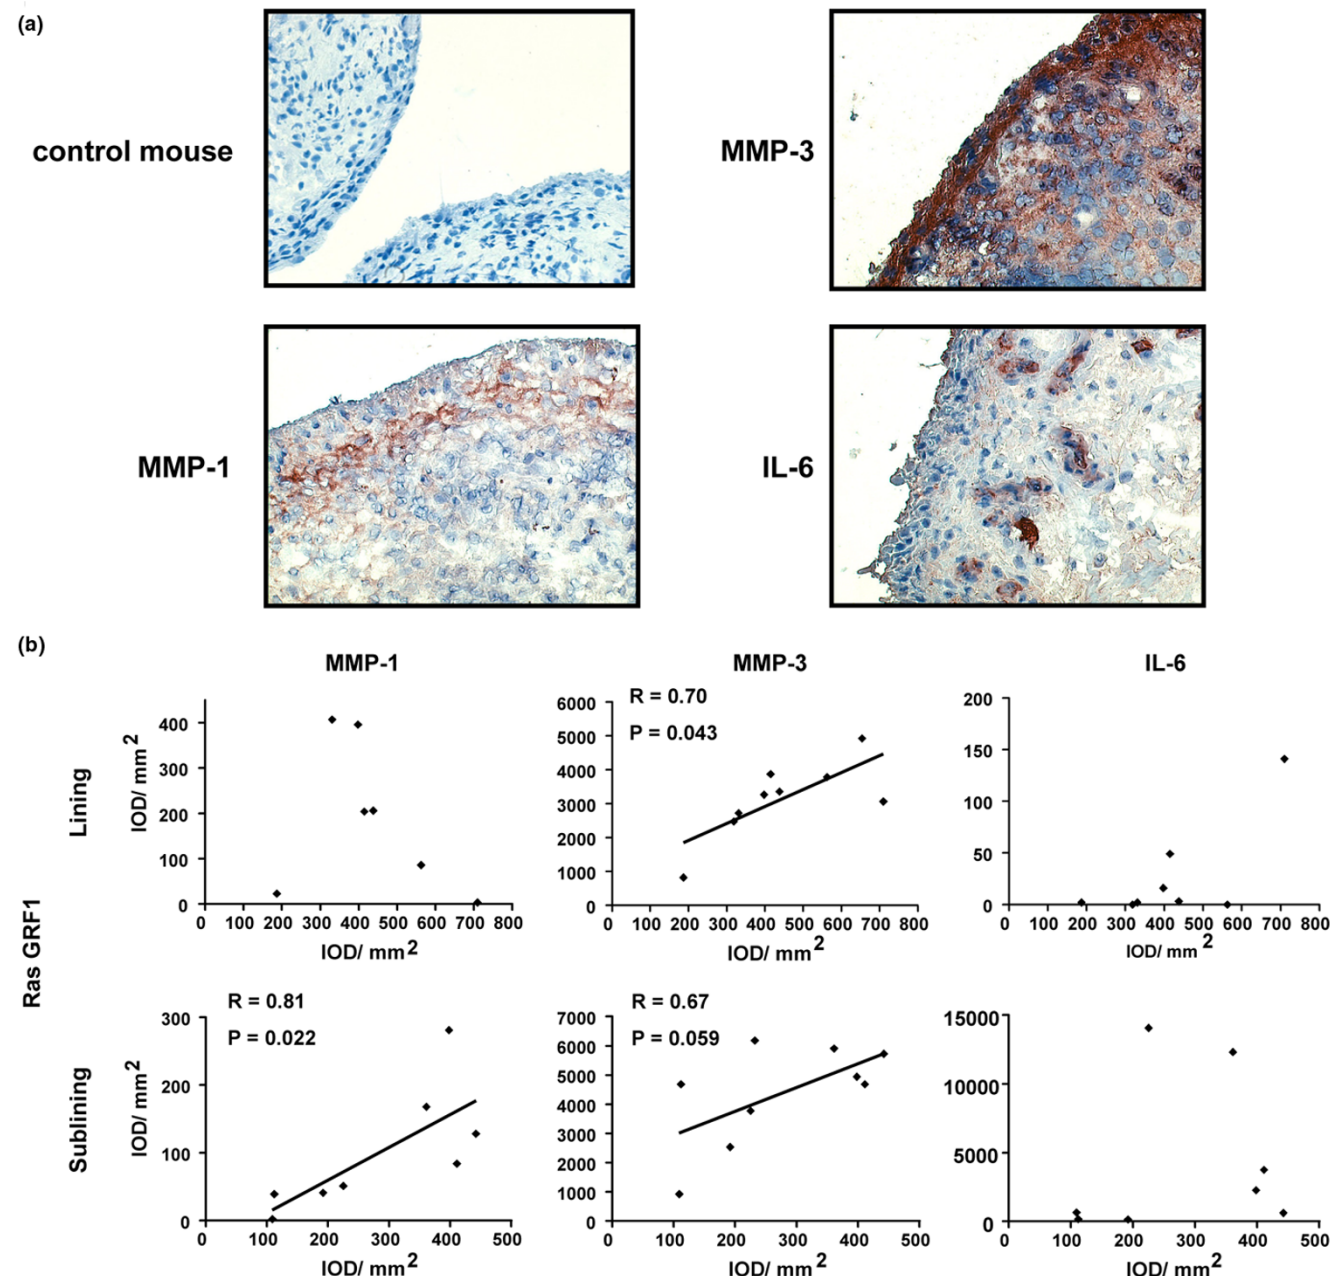 (a)
control mouse
MMP-3
MMP-1
IL-6
(b)
MMP-1
MMP-3
IL-6
Ras GRF1
Lining
IOD/ mm2
400
300
200
100
0
0 100 200 300 400 500 600 700 800
IOD/ mm2
R = 0.70
P = 0.043
6000
5000
4000
3000
2000
1000
0
0 100 200 300 400 500 600 700 800
IOD/ mm2
200
150
100
50
0
0 100 200 300 400 500 600 700 800
IOD/ mm2
Sublining
IOD/ mm2
R = 0.81
P = 0.022
300
200
100
0
0 100 200 300 400 500
IOD/ mm2
R = 0.67
P = 0.059
7000
6000
5000
4000
3000
2000
1000
0
0 100 200 300 400 500
IOD/ mm2
15000
10000
5000
0
0 100 200 300 400 500
IOD/ mm2